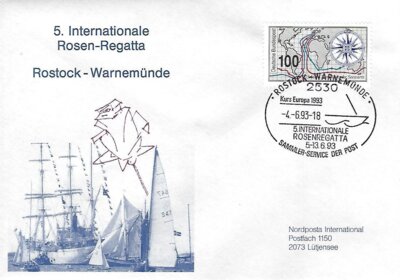 5. Internationale
Rosen-Regatta
Rostock - Warnemünde
Deutsche Bundespost
100
ROSTOCK - WARNEMÜNDE
2530
Kurs Europa 1993
-4.-6.93-18
5.INTERNATIONALE
ROSENREGATTA
5-13.6.93
SAMMLER-SERVICE DER POST
Nordposta International
Postfach 1150
2073 Lütjensee